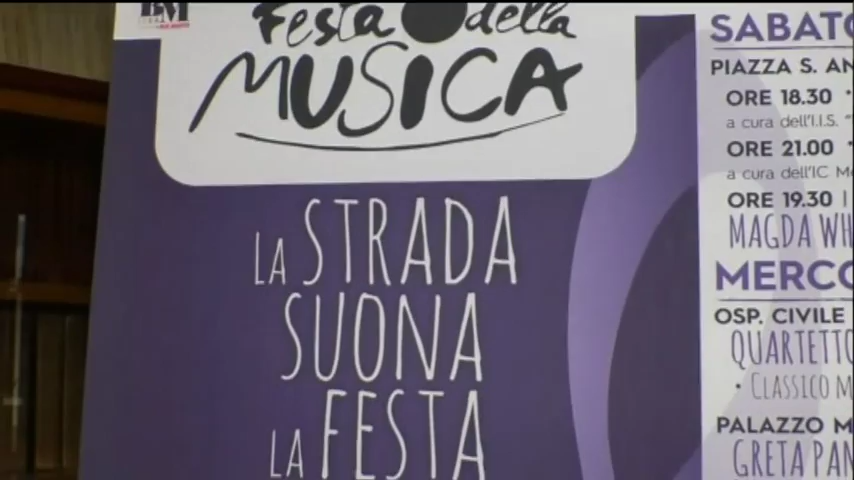 BM
Festa della
MUSICA
LA STRADA
SUONA
LA FESTA
SABATO
PIAZZA S.
ORE 18.30
a cura dell'I.I.S. "
ORE 21.00
a cura dell'IC
ORE 19.30
MAGDA
OSP. CIVILE
QUARTETTO
• CLASSICO
PALAZZO
GRETA